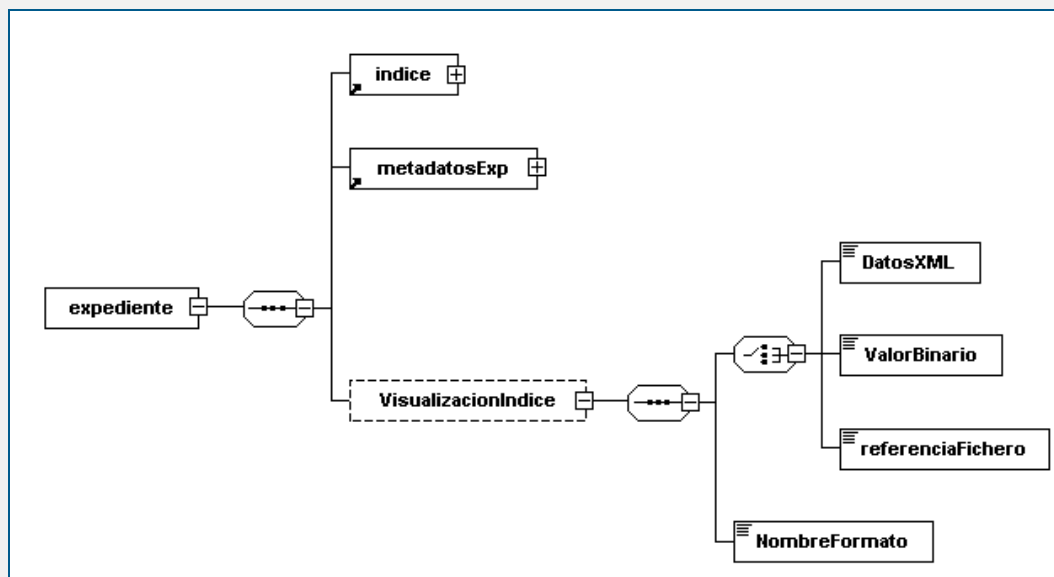 indice
metadatosExp
expediente
VisualizacionIndice
DatosXML
ValorBinario
referenciaFichero
NombreFormato